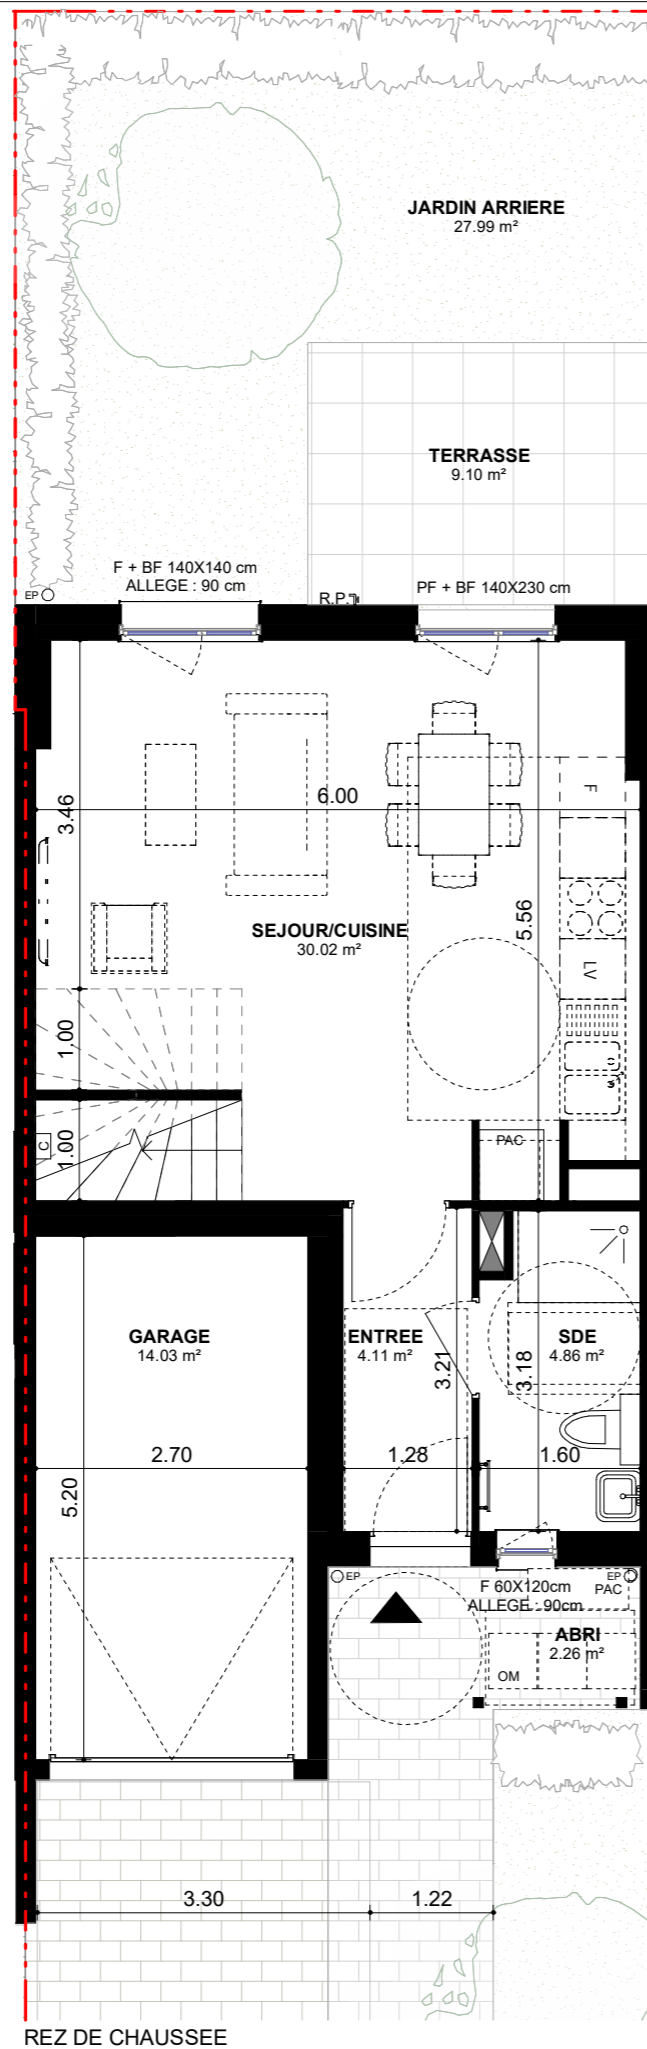 JARDIN ARRIERE
27.99 m²
TERRASSE
9.10 m²
F + BF 140X140 cm
ALLEGE : 90 cm
EP
R.P.
PF + BF 140X230 cm
3.46
6.00
F
5.56
SEJOUR/CUISINE
30.02 m²
LV
1.00
1.00
C
PAC
GARAGE
14.03 m²
ENTREE
4.11 m²
SDE
4.86 m²
3.21
3.18
2.70
1.28
1.60
5.20
EP
F 60X120cm
ALLEGE : 90cm
EP
PAC
ABRI
2.26 m²
OM
3.30
1.22
REZ DE CHAUSSEE